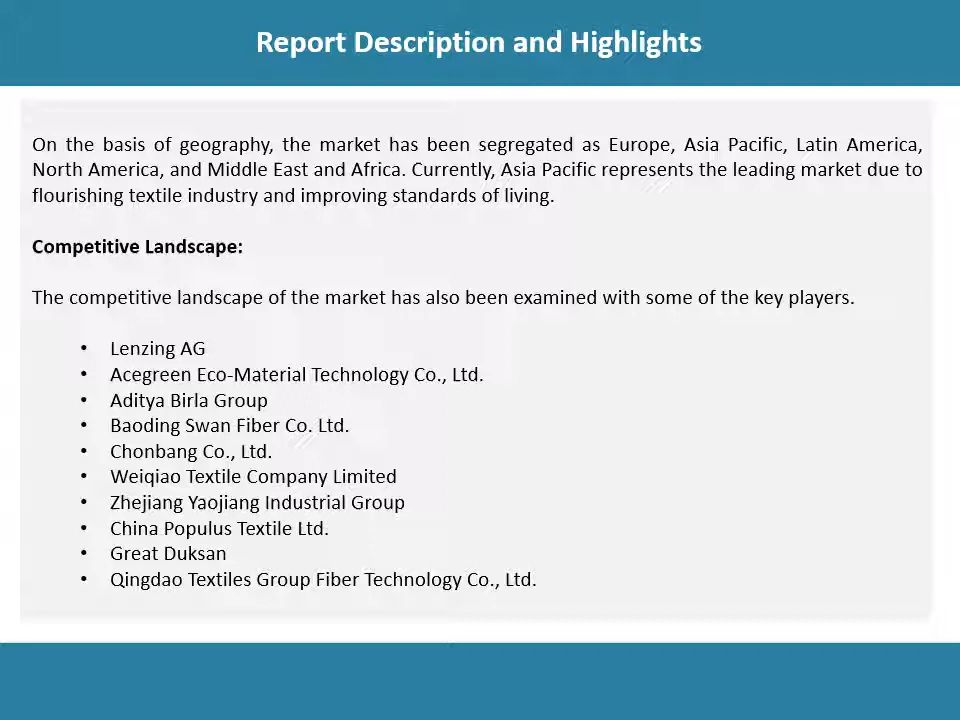 Report Description and Highlights
On the basis of geography, the market has been segregated as Europe, Asia Pacific, Latin America,
North America, and Middle East and Africa. Currently, Asia Pacific represents the leading market due to
flourishing textile industry and improving standards of living.
Competitive Landscape:
The competitive landscape of the market has also been examined with some of the key players.
• Lenzing AG
• Acegreen Eco-Material Technology Co., Ltd.
• Aditya Birla Group
• Baoding Swan Fiber Co. Ltd.
• Chonbang Co., Ltd.
• Weiqiao Textile Company Limited
• Zhejiang Yaojiang Industrial Group
• China Populus Textile Ltd.
• Great Duksan
• Qingdao Textiles Group Fiber Technology Co., Ltd.